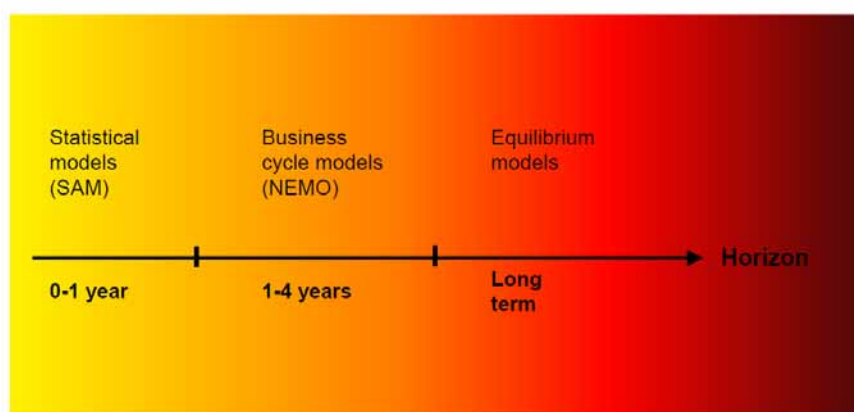 Statistical
models
(SAM)
Business
cycle models
(NEMO)
Equilibrium
models
Horizon
0-1 year
1-4 years
Long
term